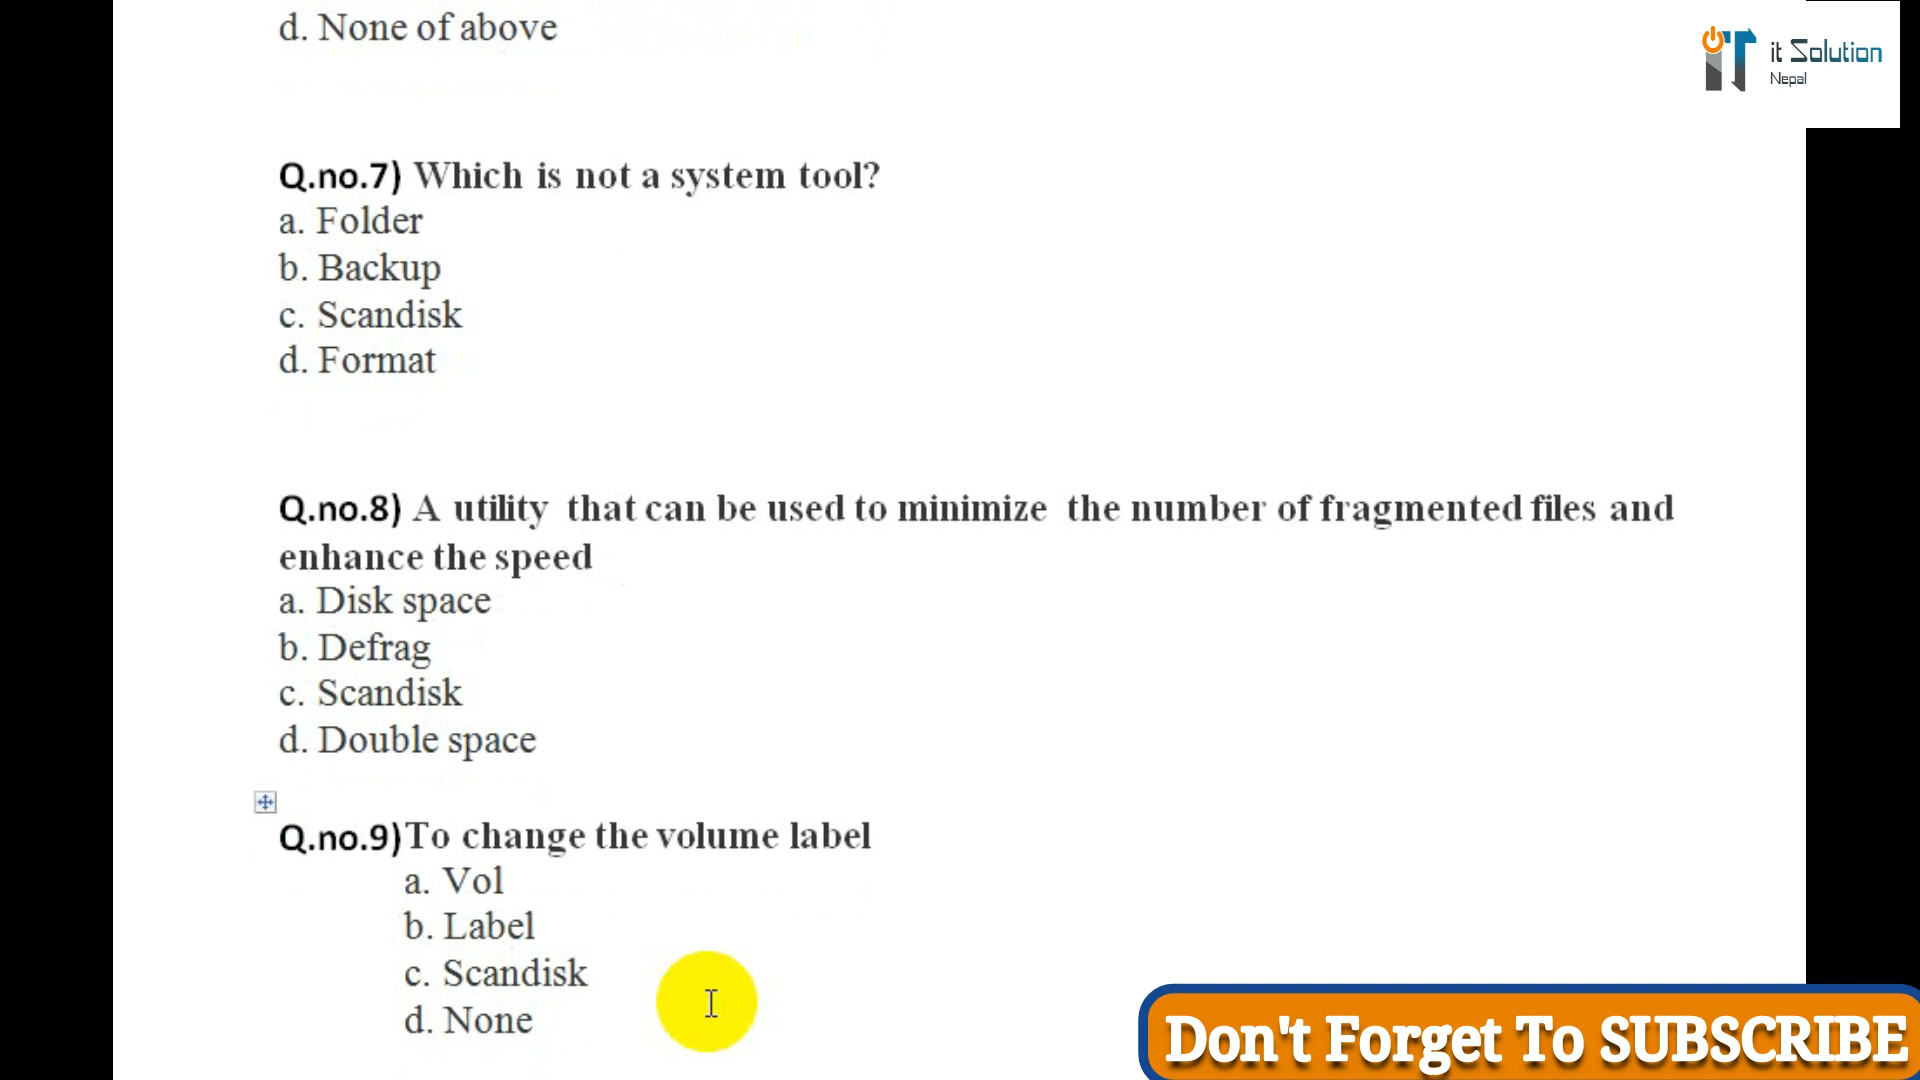 d. None of above
it Solution
Nepal
Q.no.7) Which is not a system tool?
a. Folder
b. Backup
c. Scandisk
d. Format
Q.no.8) A utility that can be used to minimize the number of fragmented files and
enhance the speed
a. Disk space
b. Defrag
c. Scandisk
d. Double space
Q.no.9)To change the volume label
a. Vol
b. Label
c. Scandisk
d. None
Don't Forget To SUBSCRIBE